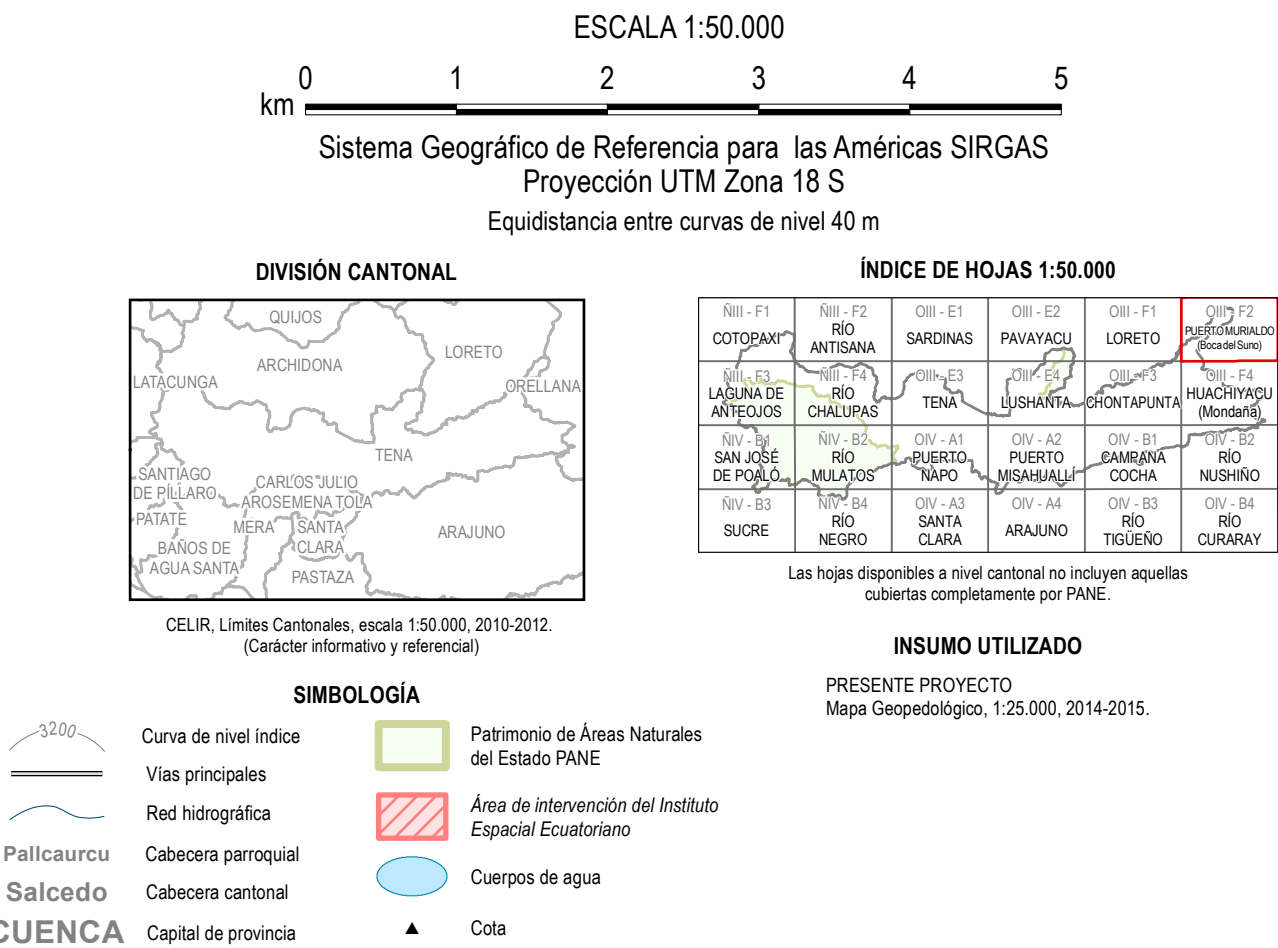 ESCALA 1:50.000
0 1 2 3 4 5
km
Sistema Geográfico de Referencia para las Américas SIRGAS
Proyección UTM Zona 18 S
Equidistancia entre curvas de nivel 40 m
DIVISIÓN CANTONAL
QUIJOS
LORETO
ARCHIDONA
LATACUNGA
ORELLANA
TENA
SANTIAGO
DE PÍLLARO
CARLOS JULIO
AROSEMENA TOLA
PATATE
MERA
SANTA
CLARA
ARAJUNO
BAÑOS DE
AGUA SANTA
PASTAZA
CELIR, Límites Cantonales, escala 1:50.000, 2010-2012.
(Carácter informativo y referencial)
ÍNDICE DE HOJAS 1:50.000
ÑIII - F1
COTOPAXI
ÑIII - F2
RÍO
ANTISANA
OIII - E1
SARDINAS
OIII - E2
PAVAYACU
OIII - F1
LORETO
OIII - F2
PUERTO MURIALDO
(Boca del Suno)
ÑIII - F3
LAGUNA DE
ANTEOJOS
ÑIII - F4
RÍO
CHALUPAS
OIII - E3
TENA
OIII - E4
LUSHANTA
OIII - F3
CHONTAPUNTA
OIII - F4
HUACHIYACU
(Mondaña)
ÑIV - B1
SAN JOSÉ
DE POALÓ
ÑIV - B2
RÍO
MULATOS
OIV - A1
PUERTO
NAPO
OIV - A2
PUERTO
MISAHUALLÍ
OIV - B1
CAMPANA
COCHA
OIV - B2
RÍO
NUSHIÑO
ÑIV - B3
SUCRE
ÑIV - B4
RÍO
NEGRO
OIV - A3
SANTA
CLARA
OIV - A4
ARAJUNO
OIV - B3
RÍO
TIGÜEÑO
OIV - B4
RÍO
CURARAY
Las hojas disponibles a nivel cantonal no incluyen aquellas
cubiertas completamente por PANE.
INSUMO UTILIZADO
PRESENTE PROYECTO
Mapa Geopedológico, 1:25.000, 2014-2015.
SIMBOLOGÍA
3200
Curva de nivel índice
Vías principales
Red hidrográfica
Pallcaurcu Cabecera parroquial
Salcedo Cabecera cantonal
CUENCA Capital de provincia
Patrimonio de Áreas Naturales
del Estado PANE
Área de intervención del Instituto
Espacial Ecuatoriano
Cuerpos de agua
Cota